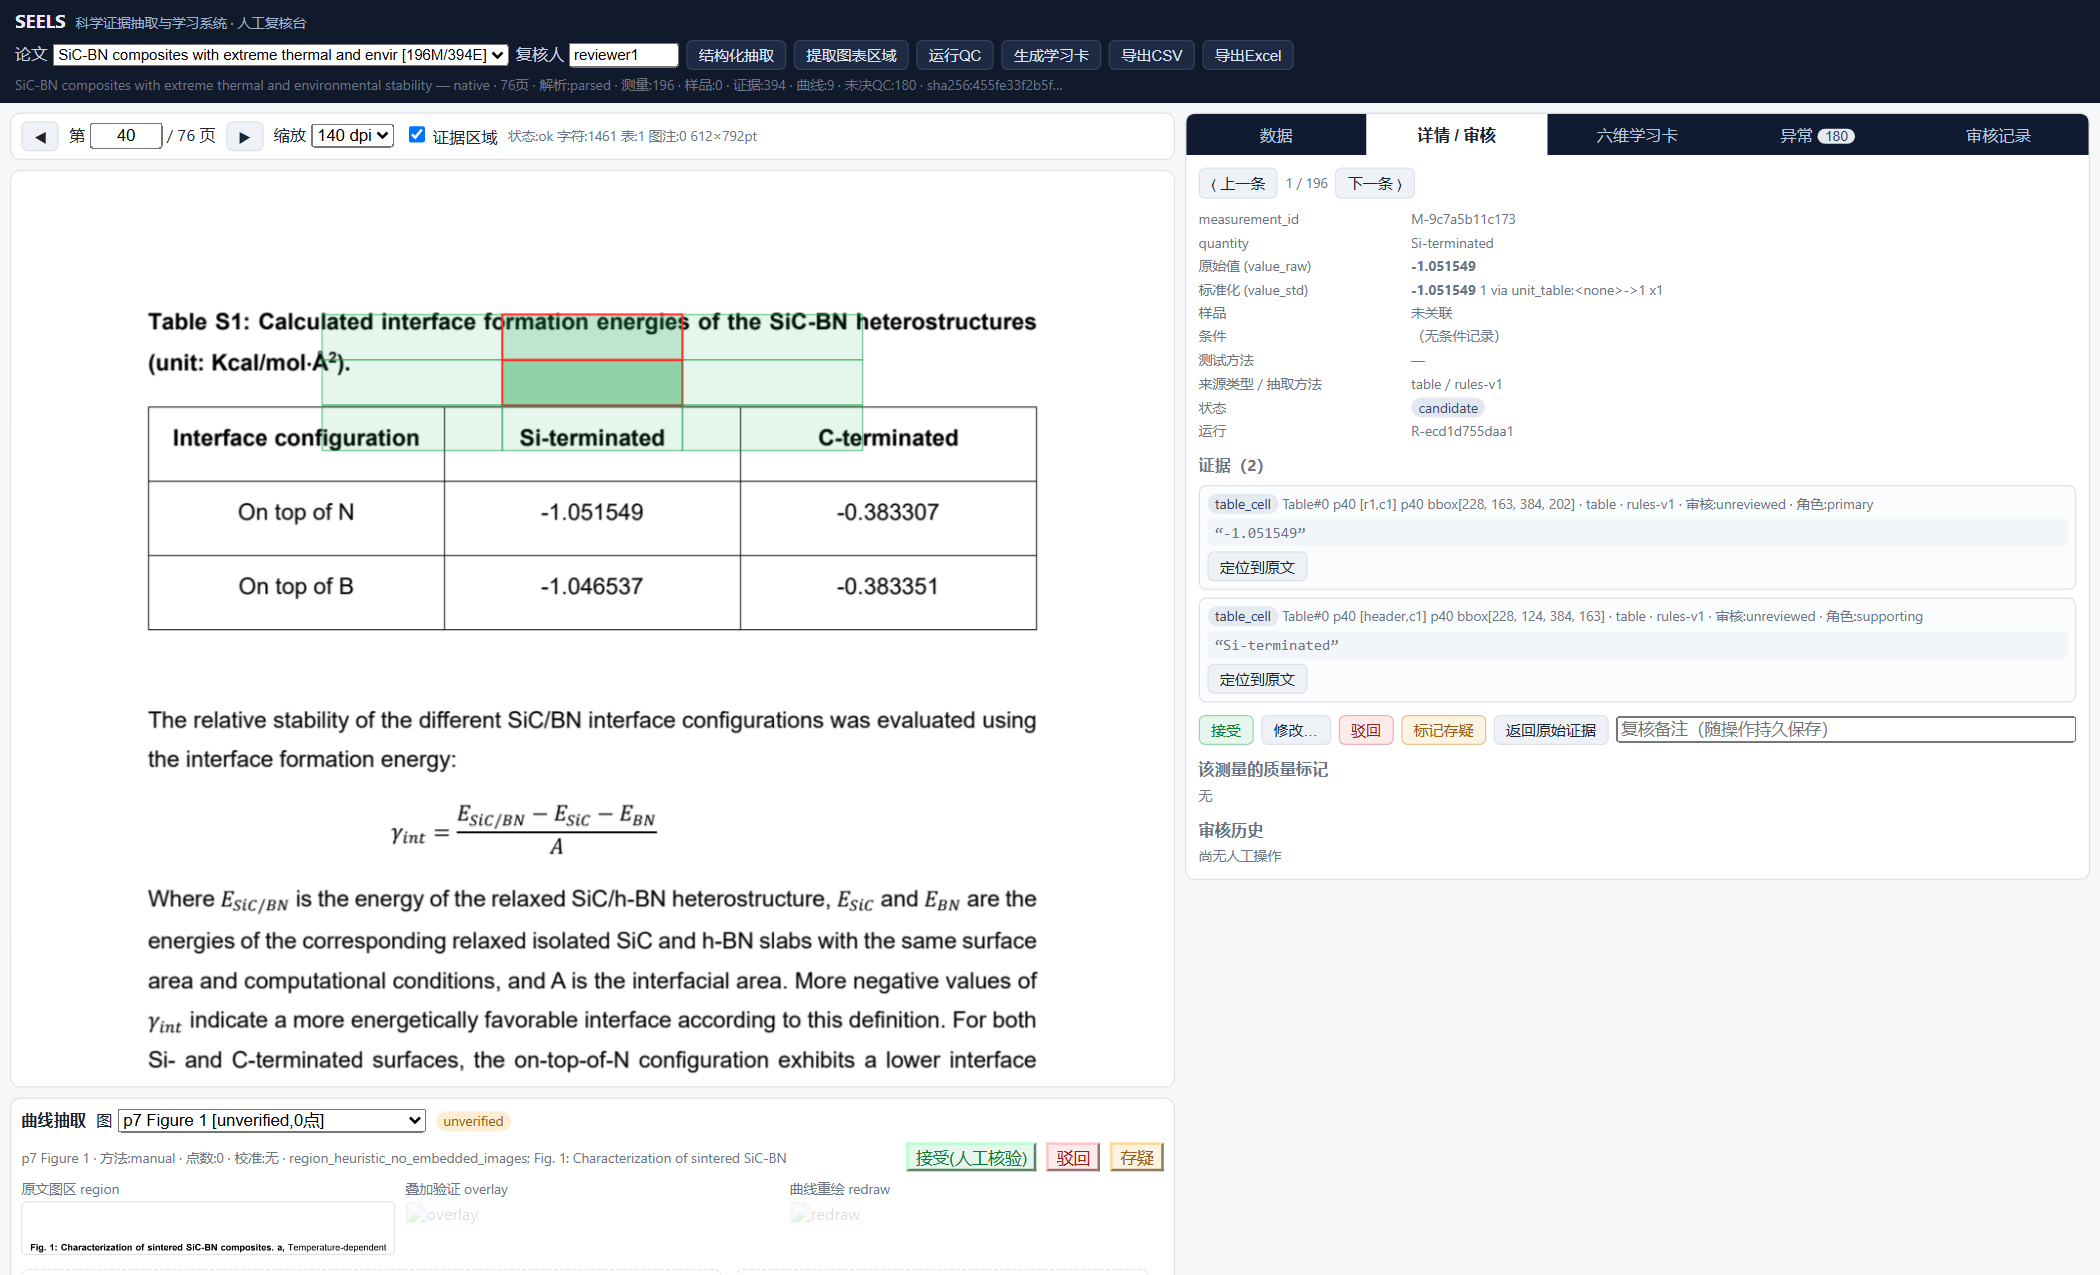 SEELS 科学证据抽取与学习系统 · 人工复核台
论文 SiC-BN composites with extreme thermal and envir [196M/394E] 复核人 reviewer1 结构化抽取 提取图表区域 运行QC 生成学习卡 导出CSV 导出Excel
SiC-BN composites with extreme thermal and environmental stability — native · 76页 · 解析:parsed · 测量:196 · 样品:0 · 证据:394 · 曲线:9 · 未决QC:180 · sha256:455fe33f2b5f...
◀ 第 40 / 76 页 ▶ 缩放 140 dpi 证据区域 状态:ok 字符:1461 表:1 图注:0 612×792pt
Table S1: Calculated interface formation energies of the SiC-BN heterostructures
(unit: Kcal/mol·Å²).
Interface configuration Si-terminated C-terminated
On top of N -1.051549 -0.383307
On top of B -1.046537 -0.383351
The relative stability of the different SiC/BN interface configurations was evaluated using
the interface formation energy:
γint = (ESiC/BN − ESiC − EBN) / A
Where ESiC/BN is the energy of the relaxed SiC/h-BN heterostructure, ESiC and EBN are the
energies of the corresponding relaxed isolated SiC and h-BN slabs with the same surface
area and computational conditions, and A is the interfacial area. More negative values of
γint indicate a more energetically favorable interface according to this definition. For both
Si- and C-terminated surfaces, the on-top-of-N configuration exhibits a lower interface
曲线抽取 图 p7 Figure 1 [unverified,0点] unverified
p7 Figure 1 · 方法:manual · 点数:0 · 校准:无 · region_heuristic_no_embedded_images; Fig. 1: Characterization of sintered SiC-BN
接受(人工核验) 驳回 存疑
原文图区 region 叠加验证 overlay 曲线重绘 redraw
overlay redraw
Fig. 1: Characterization of sintered SiC-BN composites. a, Temperature-dependent
数据 详情 / 审核 六维学习卡 异常 180 审核记录
⟨ 上一条 1 / 196 下一条 ⟩
measurement_id M-9c7a5b11c173
quantity Si-terminated
原始值 (value_raw) -1.051549
标准化 (value_std) -1.051549 1 via unit_table:<none>->1 x1
样品 未关联
条件 （无条件记录）
测试方法 —
来源类型 / 抽取方法 table / rules-v1
状态 candidate
运行 R-ecd1d755daa1
证据（2）
table_cell Table#0 p40 [r1,c1] p40 bbox[228, 163, 384, 202] · table · rules-v1 · 审核:unreviewed · 角色:primary
“-1.051549”
定位到原文
table_cell Table#0 p40 [header,c1] p40 bbox[228, 124, 384, 163] · table · rules-v1 · 审核:unreviewed · 角色:supporting
“Si-terminated”
定位到原文
接受 修改... 驳回 标记存疑 返回原始证据 复核备注（随操作持久保存）
该测量的质量标记
无
审核历史
尚无人工操作